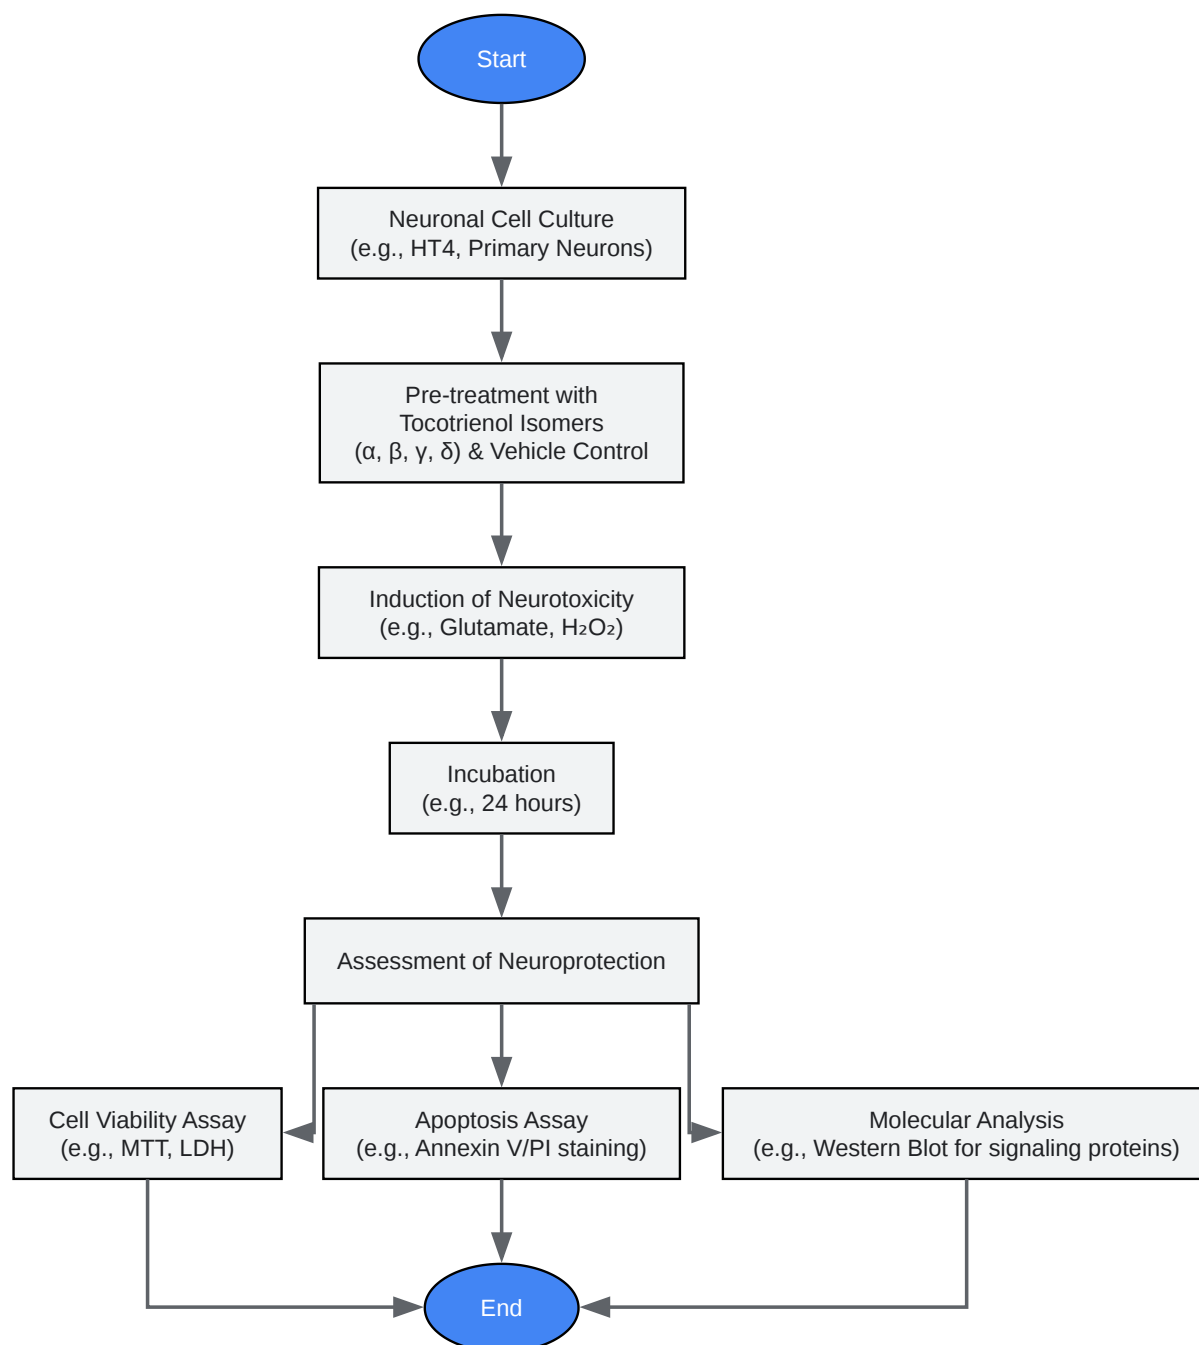 Start
Neuronal Cell Culture
(e.g., HT4, Primary Neurons)
Pre-treatment with
Tocotrienol Isomers
(α, β, γ, δ) & Vehicle Control
Induction of Neurotoxicity
(e.g., Glutamate, H₂O₂)
Incubation
(e.g., 24 hours)
Assessment of Neuroprotection
Cell Viability Assay
(e.g., MTT, LDH)
Apoptosis Assay
(e.g., Annexin V/PI staining)
Molecular Analysis
(e.g., Western Blot for signaling proteins)
End